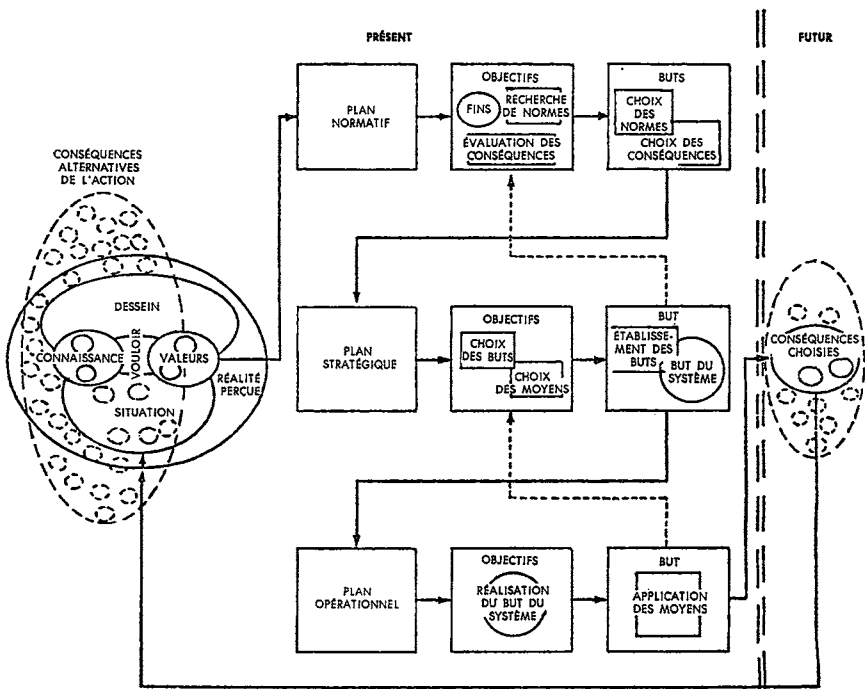 PRÉSENT
FUTUR
CONSÉQUENCES
ALTERNATIVES
DE L'ACTION
DESSEIN
CONNAISSANCE
VOULOIR
VALEURS
RÉALITÉ
PERÇUE
SITUATION
PLAN
NORMATIF
OBJECTIFS
FINS
RECHERCHE
DE NORMES
ÉVALUATION DES
CONSÉQUENCES
BUTS
CHOIX
DES
NORMES
CHOIX DES
CONSÉQUENCES
PLAN
STRATÉGIQUE
OBJECTIFS
CHOIX
DES BUTS
CHOIX
DES MOYENS
BUT
ÉTABLISSE-
MENT DES
BUTS
BUT DU
SYSTÈME
CONSÉQUENCES
CHOISIES
PLAN
OPÉRATIONNEL
OBJECTIFS
RÉALISATION
DU BUT DU
SYSTÈME
BUT
APPLICATION
DES MOYENS